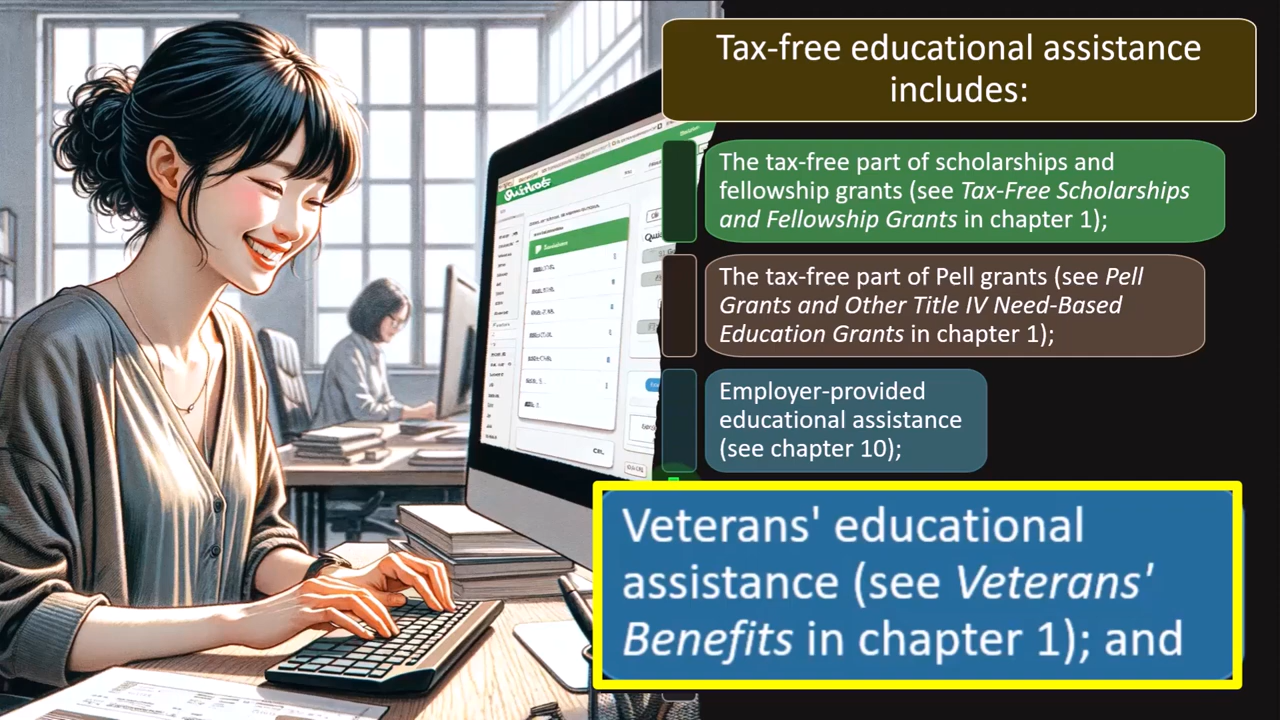 Tax-free educational assistance
includes:
The tax-free part of scholarships and
fellowship grants (see Tax-Free Scholarships
and Fellowship Grants in chapter 1);
The tax-free part of Pell grants (see Pell
Grants and Other Title IV Need-Based
Education Grants in chapter 1);
Employer-provided
educational assistance
(see chapter 10);
Veterans' educational
assistance (see Veterans'
Benefits in chapter 1); and